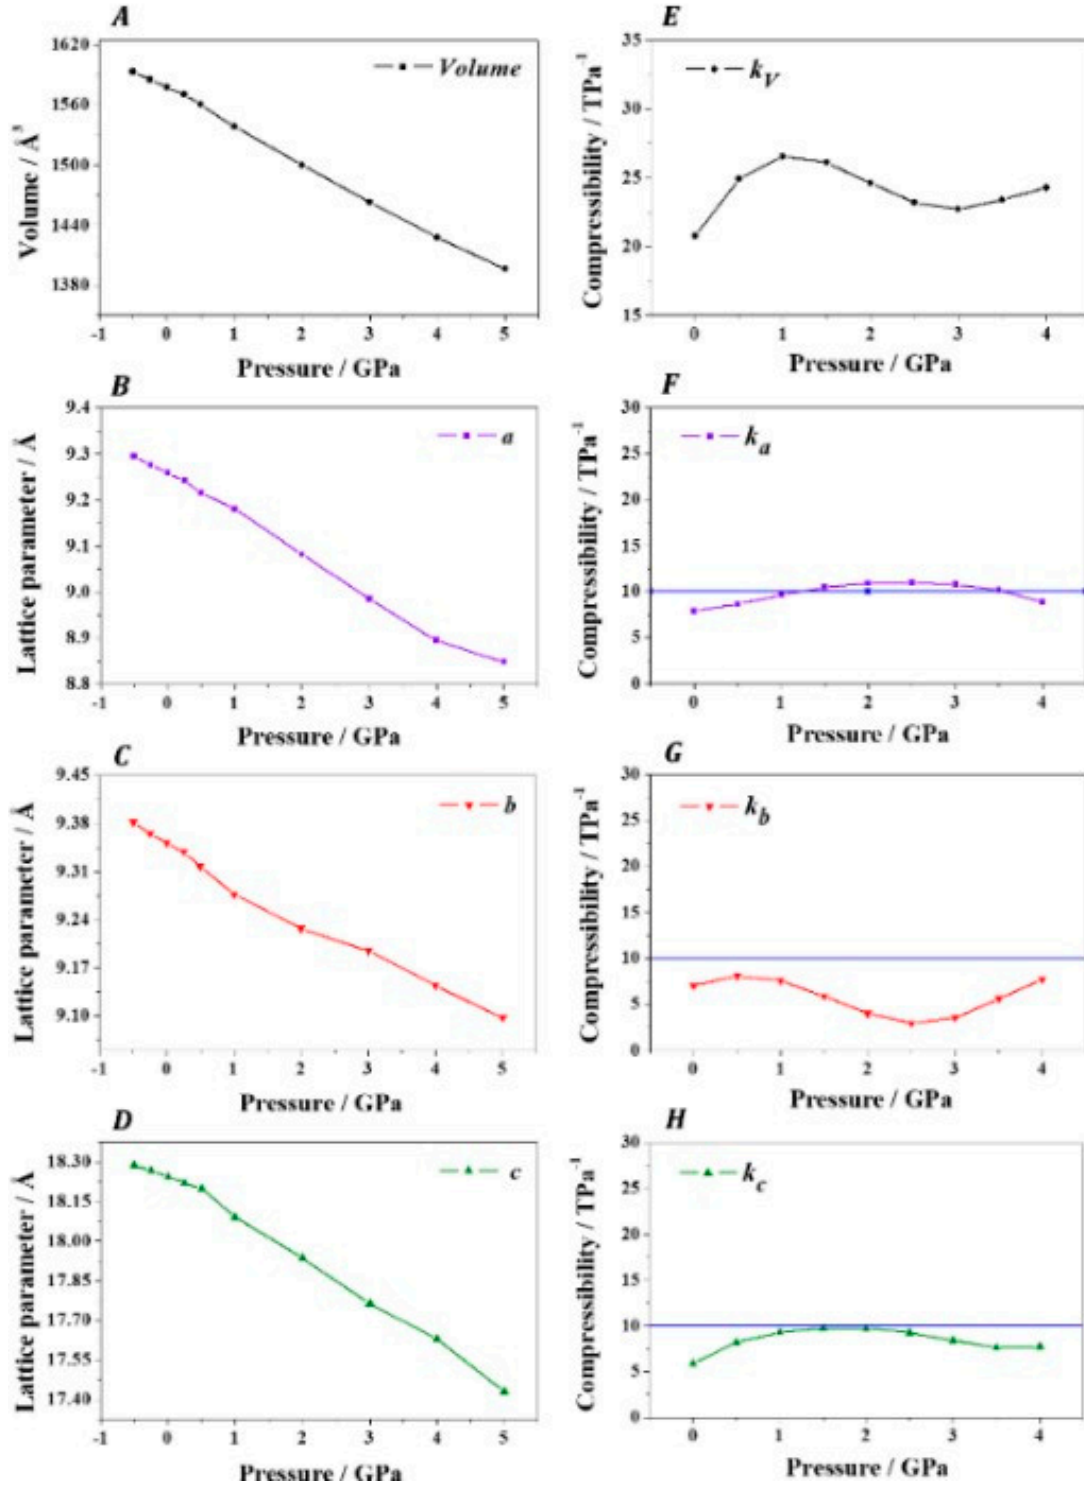 A
1620
1560
1500
1440
1380
Volume / Å³
Volume
-1 0 1 2 3 4 5
Pressure / GPa
E
35
30
25
20
15
Compressibility / TPa⁻¹
k_V
0 1 2 3 4
Pressure / GPa
B
9.4
9.3
9.2
9.1
9.0
8.9
8.8
Lattice parameter / Å
a
-1 0 1 2 3 4 5
Pressure / GPa
F
30
25
20
15
10
5
0
Compressibility / TPa⁻¹
k_a
0 1 2 3 4
Pressure / GPa
C
9.45
9.38
9.31
9.24
9.17
9.10
Lattice parameter / Å
b
-1 0 1 2 3 4 5
Pressure / GPa
G
30
25
20
15
10
5
0
Compressibility / TPa⁻¹
k_b
0 1 2 3 4
Pressure / GPa
D
18.30
18.15
18.00
17.85
17.70
17.55
17.40
Lattice parameter / Å
c
-1 0 1 2 3 4 5
Pressure / GPa
H
30
25
20
15
10
5
0
Compressibility / TPa⁻¹
k_c
0 1 2 3 4
Pressure / GPa